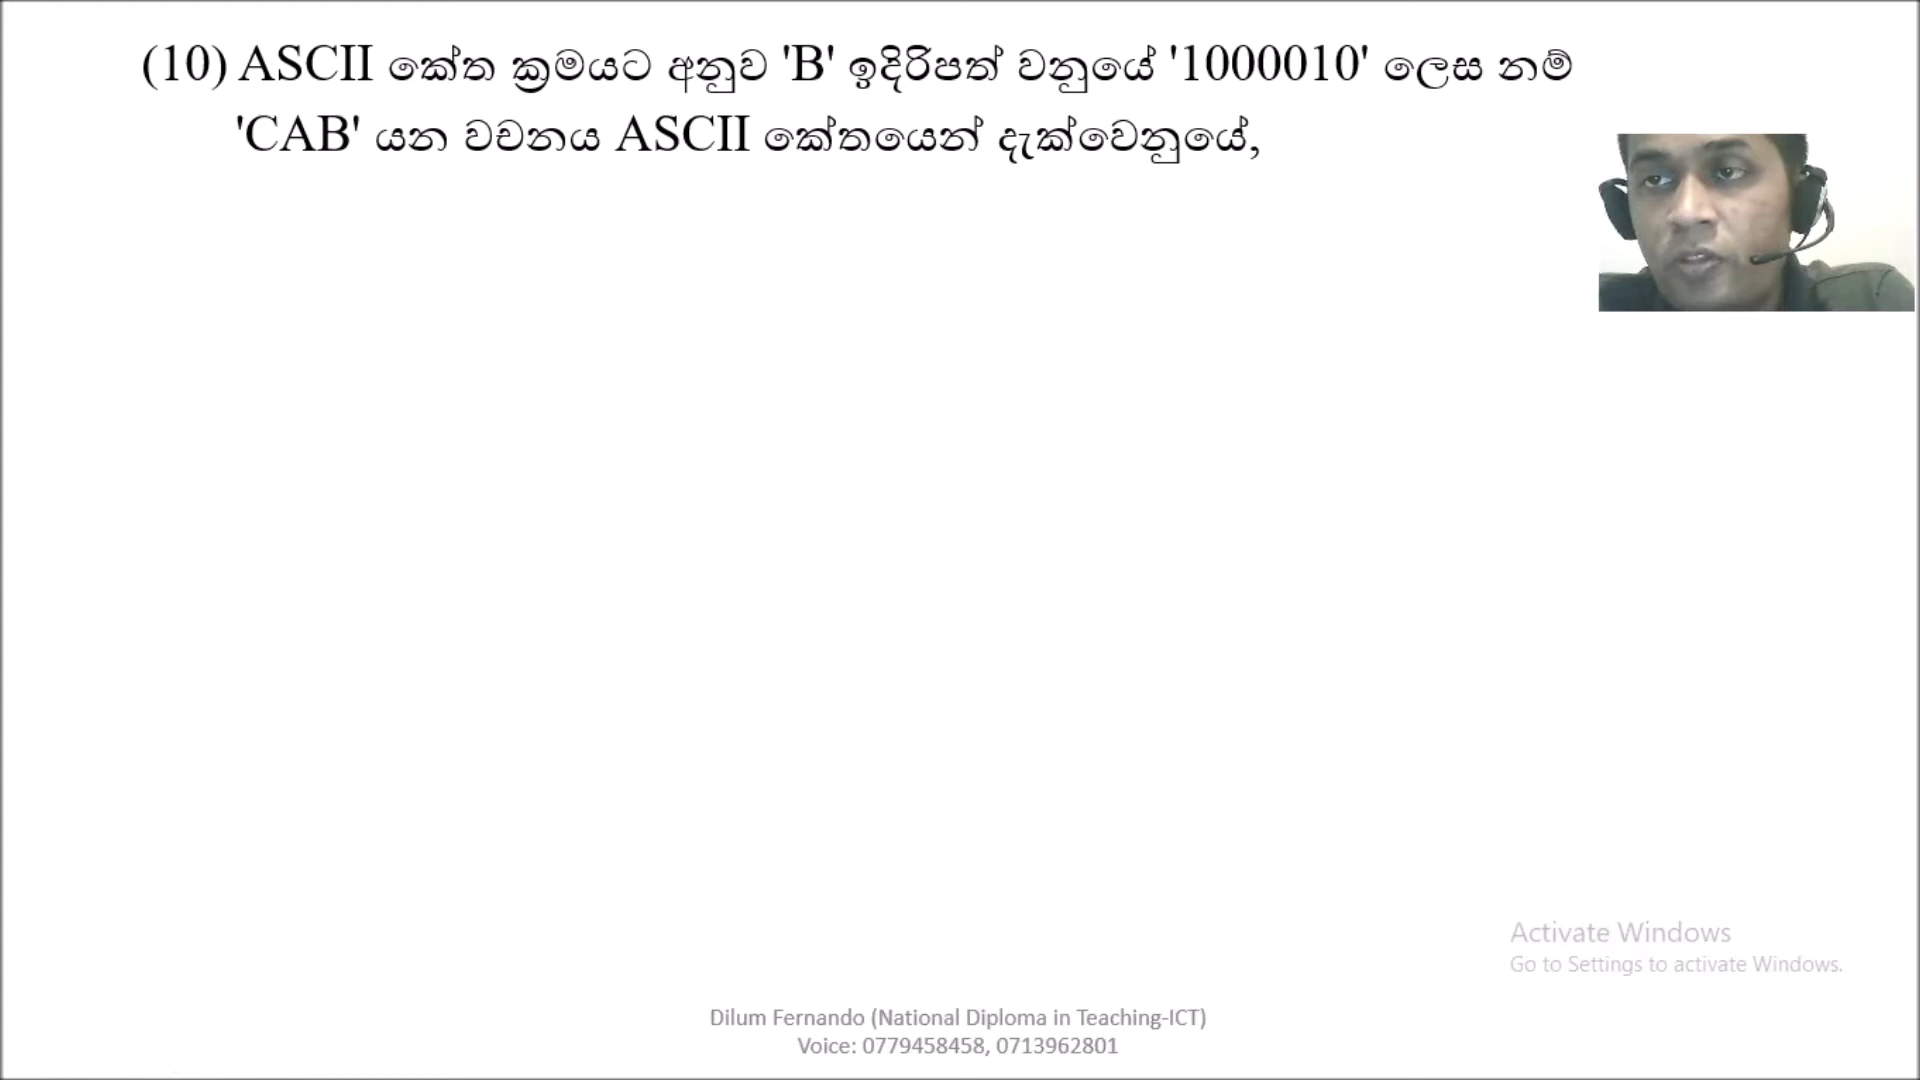 (10) ASCII කේත ක්‍රමයට අනුව 'B' ඉදිරිපත් වනුයේ '1000010' ලෙස නම්
'CAB' යන වචනය ASCII කේතයෙන් දැක්වෙනුයේ,
Activate Windows
Go to Settings to activate Windows.
Dilum Fernando (National Diploma in Teaching-ICT)
Voice: 0779458458, 0713962801